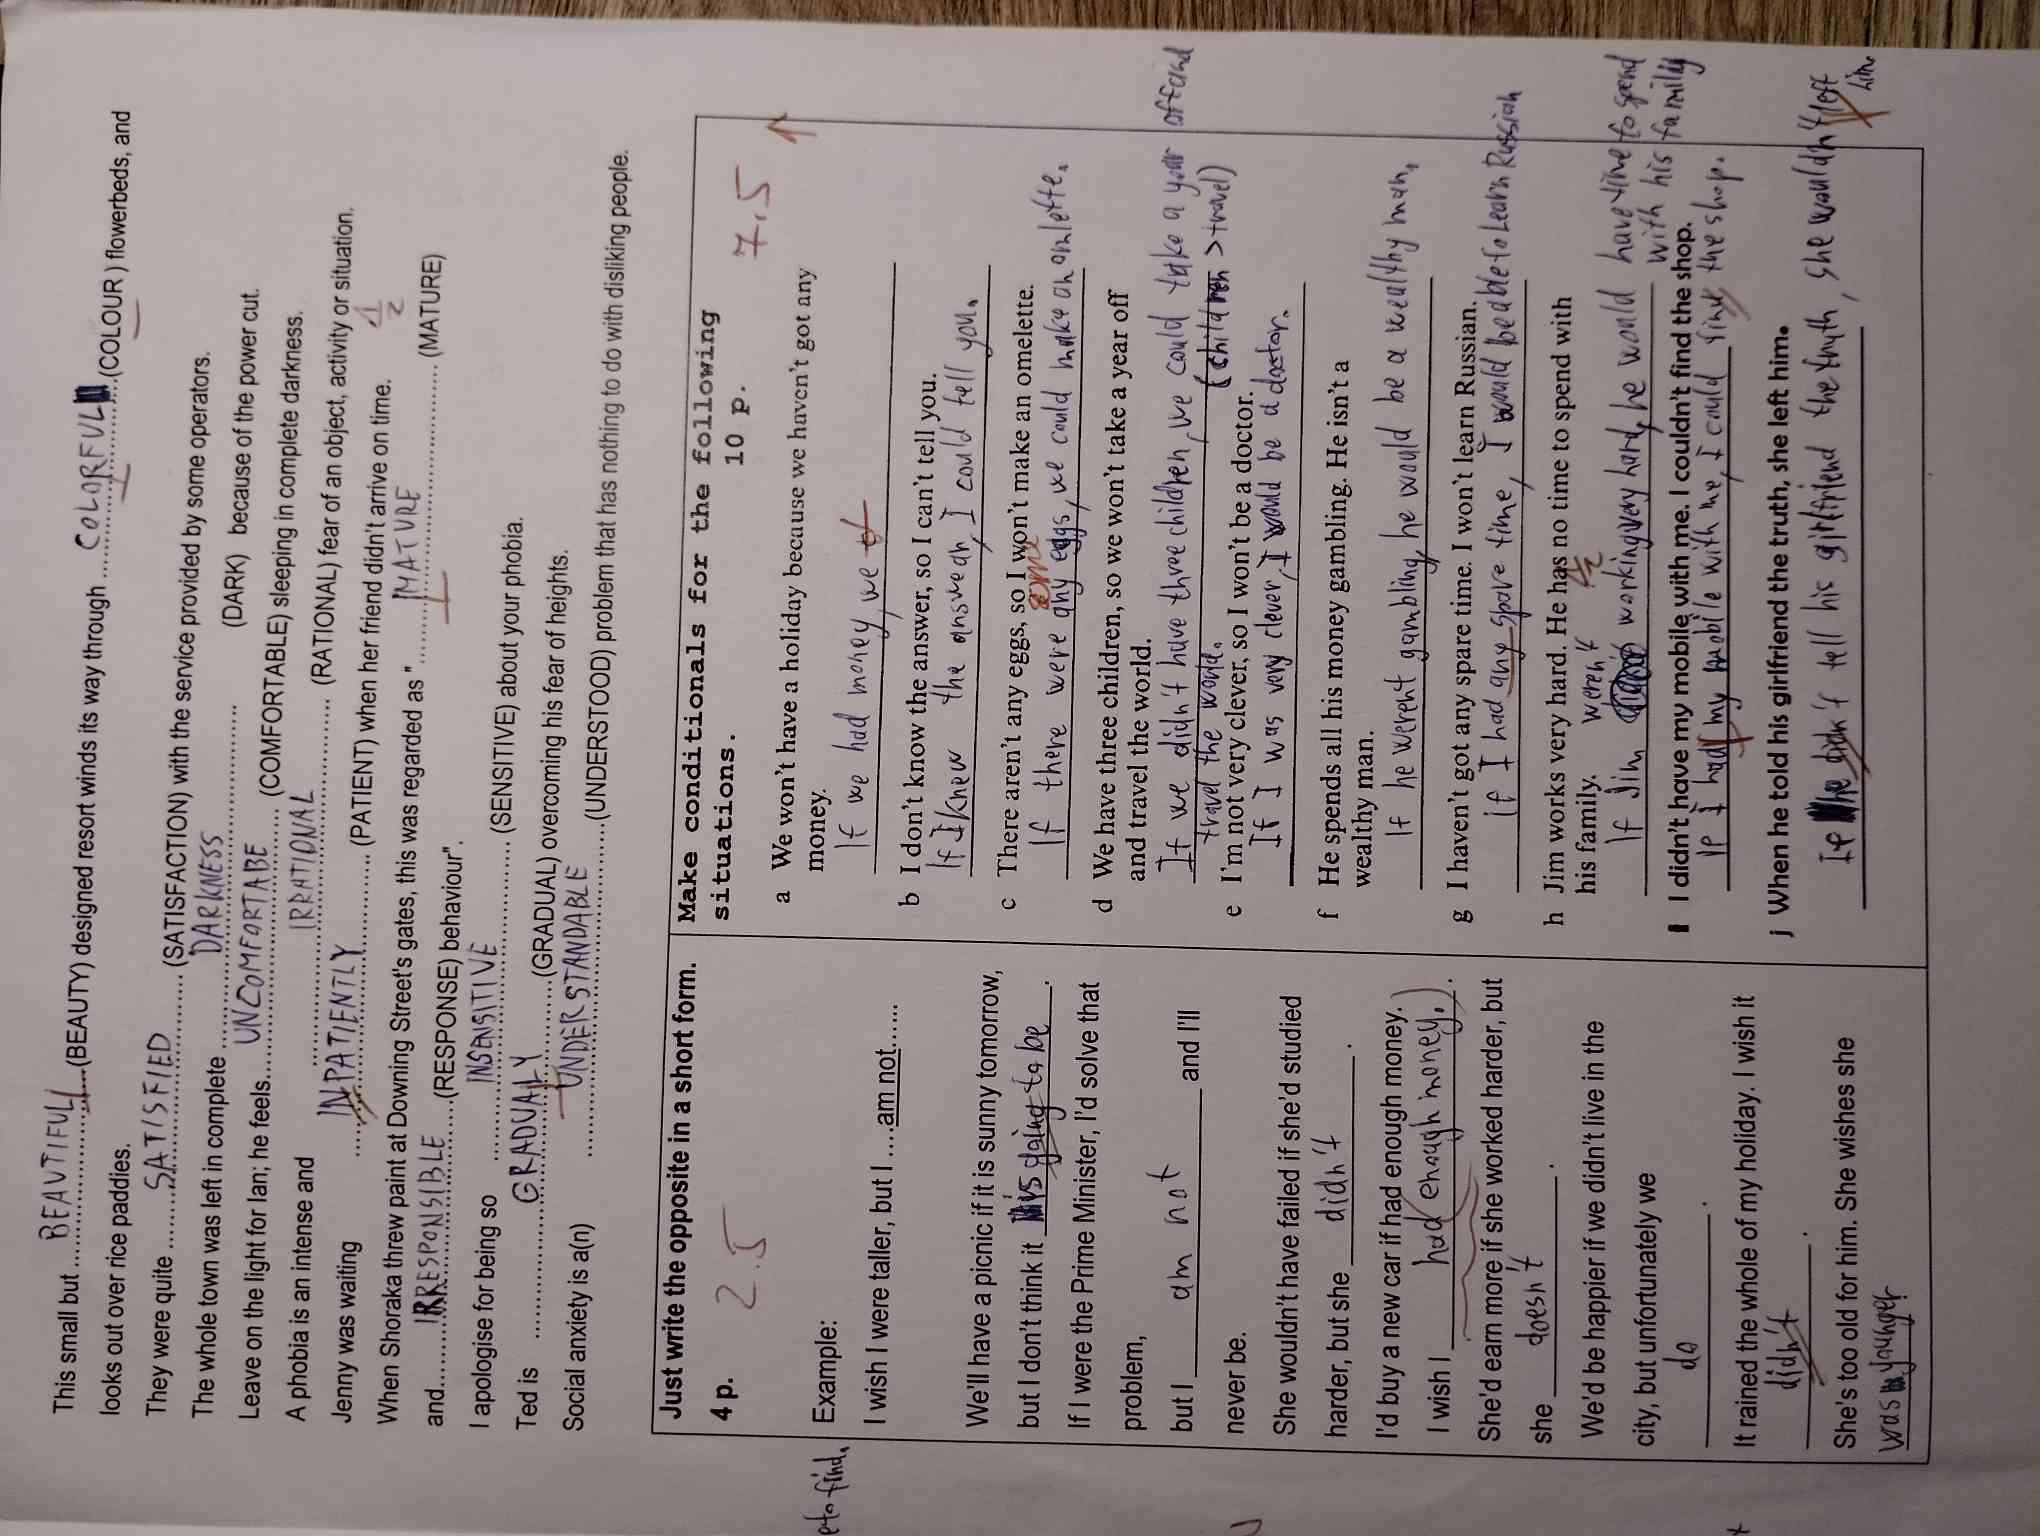 This small but BEAUTIFUL (BEAUTY) designed resort winds its way through COLORFUL (COLOUR ) flowerbeds, and
looks out over rice paddies.
They were quite SATISFIED (SATISFACTION) with the service provided by some operators.
The whole town was left in complete DARKNESS (DARK) because of the power cut.
Leave on the light for Ian; he feels UNCOMFORTABE (COMFORTABLE) sleeping in complete darkness.
A phobia is an intense and IRRATIONAL (RATIONAL) fear of an object, activity or situation.
Jenny was waiting INPATIENTLY (PATIENT) when her friend didn't arrive on time. 1/2
When Shoraka threw paint at Downing Street's gates, this was regarded as " IMATURE (MATURE)
and IRRESPONSIBLE (RESPONSE) behaviour".
I apologise for being so INSENSITIVE (SENSITIVE) about your phobia.
Ted is GRADUALY (GRADUAL) overcoming his fear of heights.
Social anxiety is a(n) UNDERSTANDABLE (UNDERSTOOD) problem that has nothing to do with disliking people.
Just write the opposite in a short form.
4 p. 2.5
Example:
I wish I were taller, but I ....am not......
We'll have a picnic if it is sunny tomorrow,
but I don't think it is going to be .
If I were the Prime Minister, I'd solve that
problem,
but I am not and I'll
never be.
She wouldn't have failed if she'd studied
harder, but she didn't .
I'd buy a new car if had enough money.
I wish I had (enough money.) .
She'd earn more if she worked harder, but
she doesn't .
We'd be happier if we didn't live in the
city, but unfortunately we
do .
It rained the whole of my holiday. I wish it
didn't .
She's too old for him. She wishes she
was younger.
Make conditionals for the following
situations. 10 p. 7.5
a We won't have a holiday because we haven't got any
money.
If we had money, we
b I don't know the answer, so I can't tell you.
If I knew the answear, I could tell you.
c There aren't any eggs, so I won't make an omelette.
some
If there were any eggs, we could make an omlette.
d We have three children, so we won't take a year off
and travel the world.
If we didn't have three children, we could take a year off and
travel the world. (children > travel)
e I'm not very clever, so I won't be a doctor.
If I was very clever, I would be a doctor.
f He spends all his money gambling. He isn't a
wealthy man.
If he weren't gambling, he would be a wealthy man.
g I haven't got any spare time. I won't learn Russian.
if I had any spare time, I would be able to Learn Russian
h Jim works very hard. He has no time to spend with
his family. weren't 1/2
If Jim working very hard, he would have time to spend
with his family
I I didn't have my mobile with me. I couldn't find the shop.
If I had my mobile with me, I could find the shop.
j When he told his girlfriend the truth, she left him.
If he didn't tell his girlfriend the truth, she wouldn't left
him
e to find.